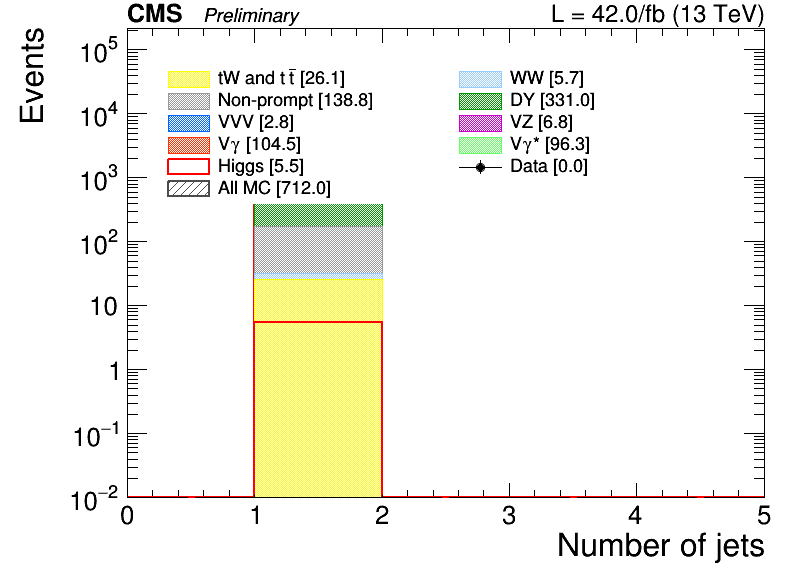 CMS Preliminary L = 42.0/fb (13 TeV)
Events
10⁵
10⁴
10³
10²
10
1
10⁻¹
10⁻²
tW and tt̅ [26.1]
Non-prompt [138.8]
VVV [2.8]
Vγ [104.5]
Higgs [5.5]
All MC [712.0]
WW [5.7]
DY [331.0]
VZ [6.8]
Vγ* [96.3]
Data [0.0]
0 1 2 3 4 5
Number of jets